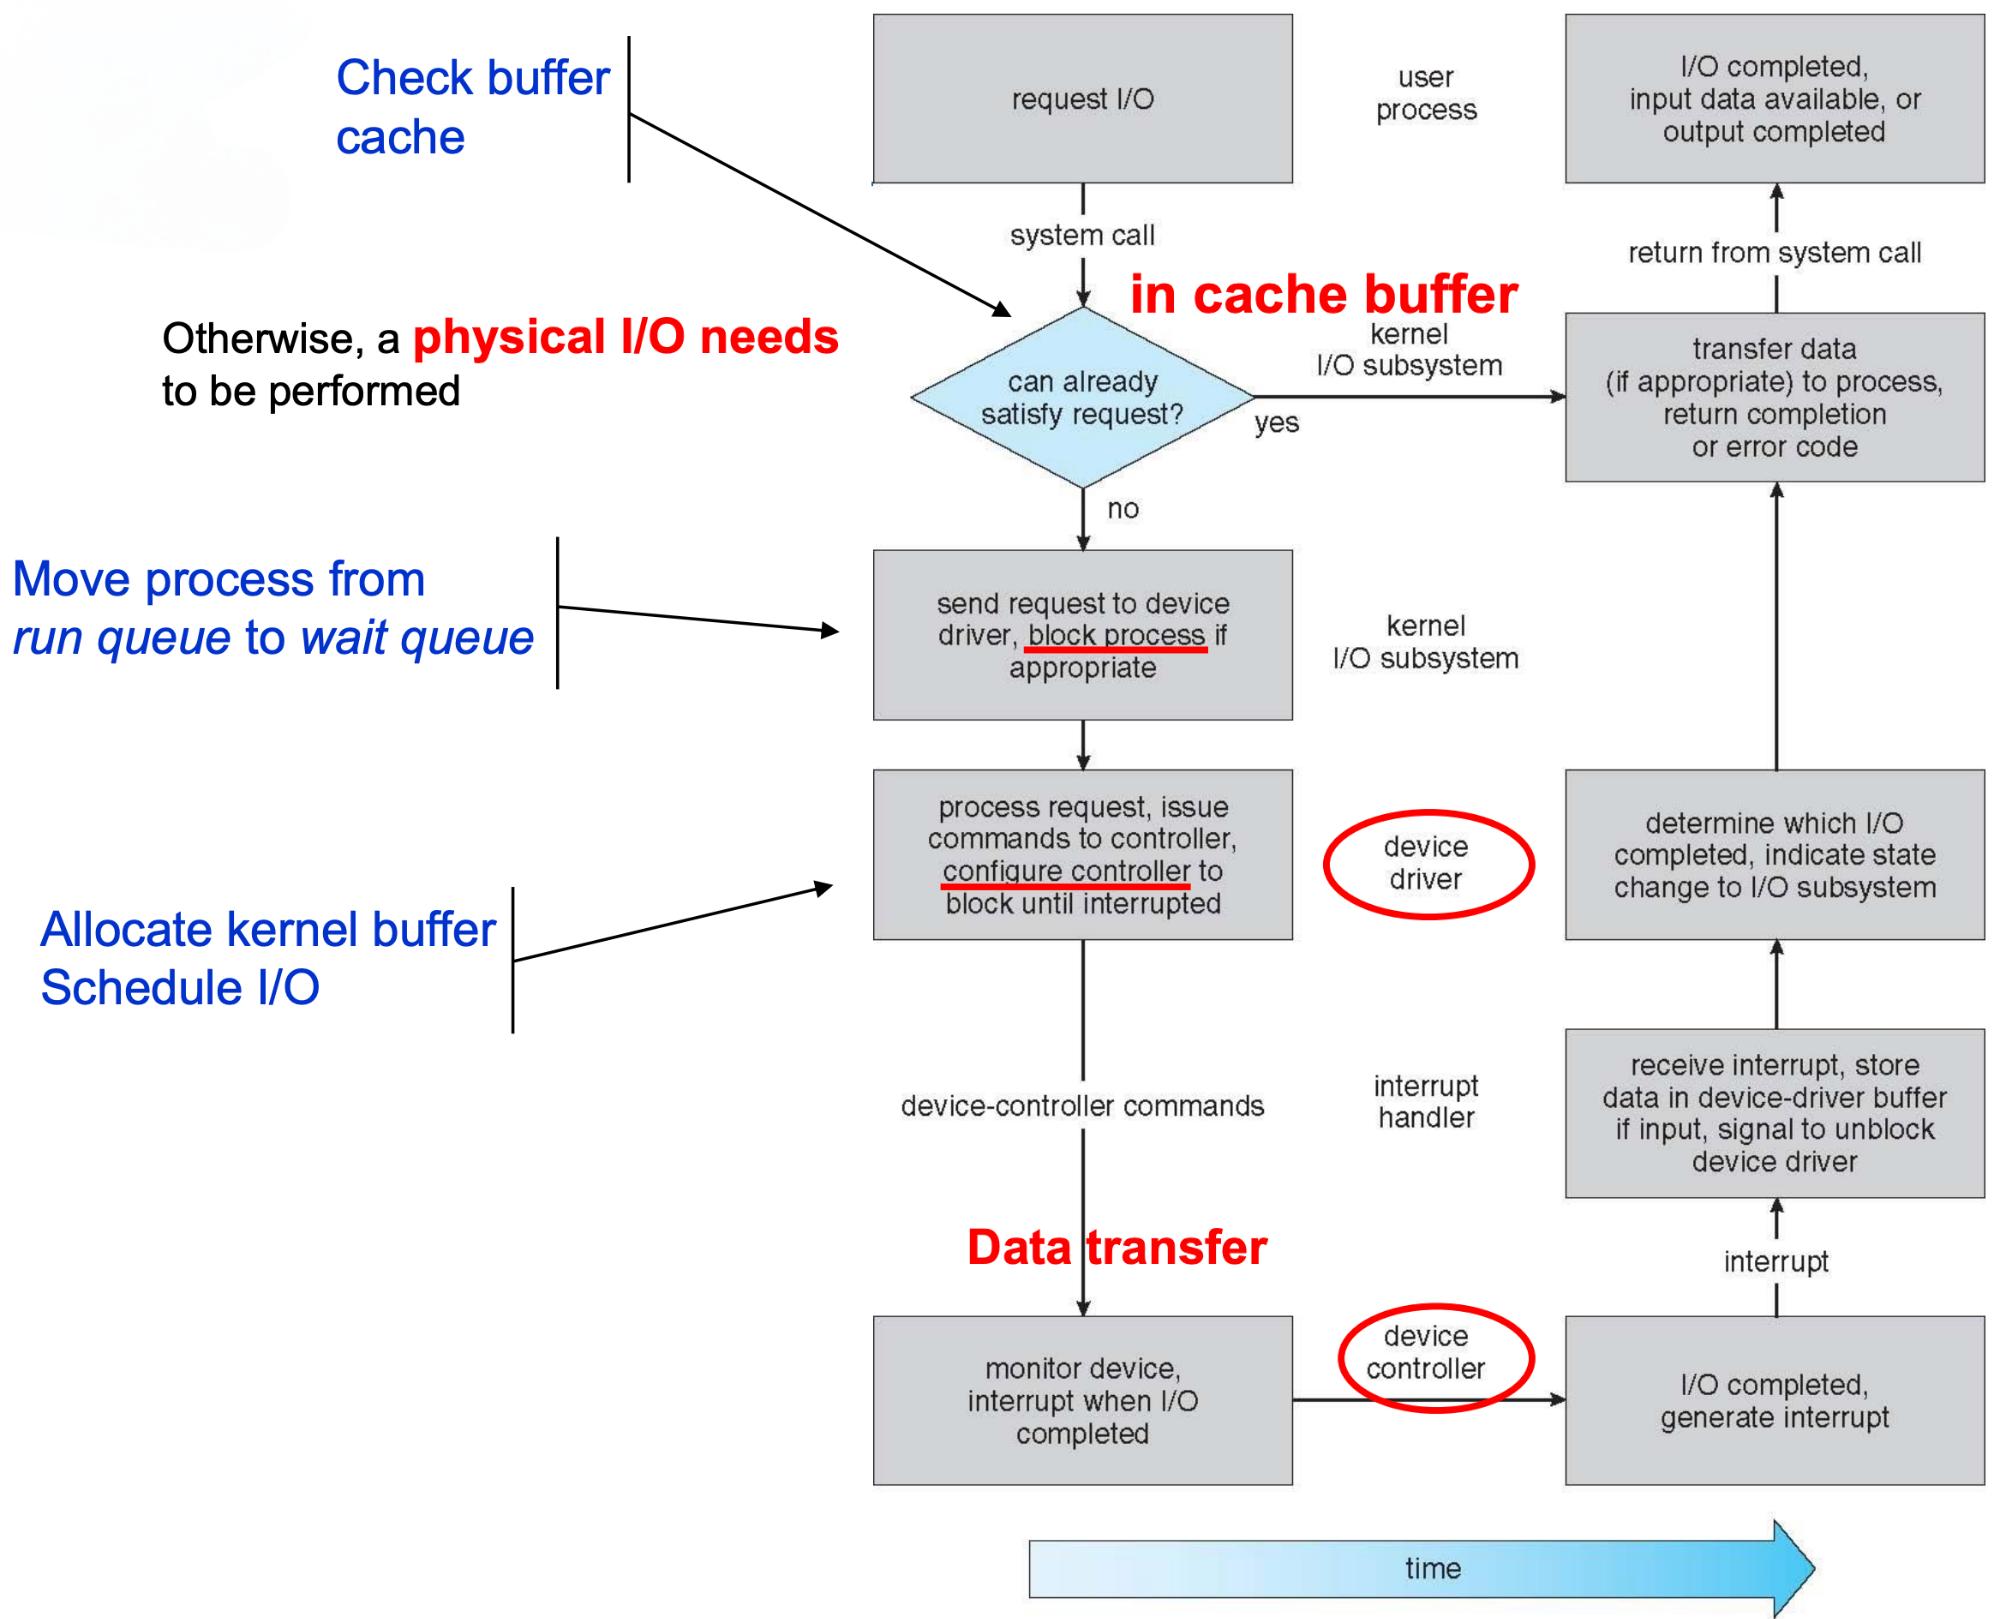 Check buffer
cache
request I/O
user
process
I/O completed,
input data available, or
output completed
system call
return from system call
in cache buffer
Otherwise, a physical I/O needs
to be performed
kernel
I/O subsystem
can already
satisfy request?
yes
transfer data
(if appropriate) to process,
return completion
or error code
no
Move process from
run queue to wait queue
send request to device
driver, block process if
appropriate
kernel
I/O subsystem
Allocate kernel buffer
Schedule I/O
process request, issue
commands to controller,
configure controller to
block until interrupted
device
driver
determine which I/O
completed, indicate state
change to I/O subsystem
device-controller commands
interrupt
handler
receive interrupt, store
data in device-driver buffer
if input, signal to unblock
device driver
Data transfer
interrupt
monitor device,
interrupt when I/O
completed
device
controller
I/O completed,
generate interrupt
time